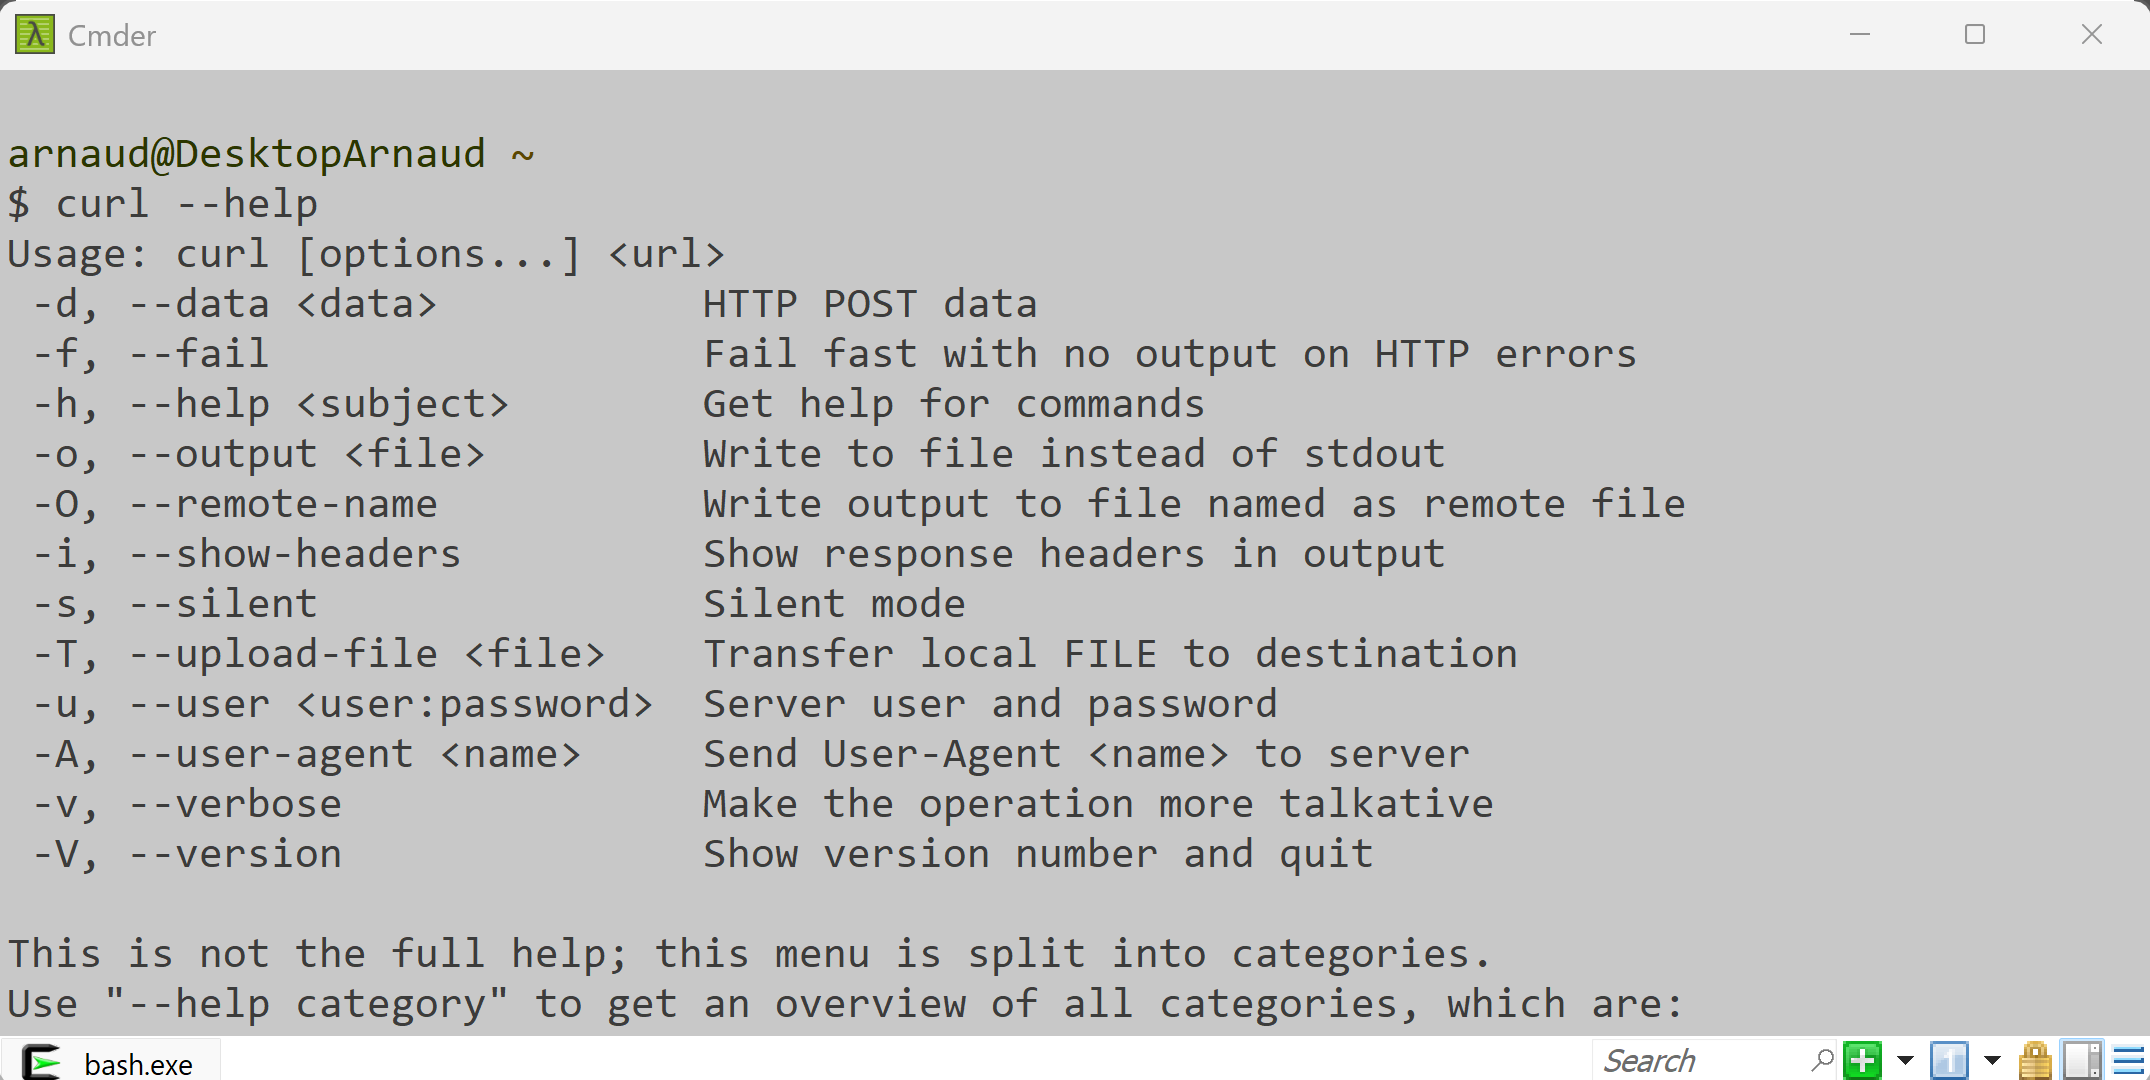 Cmder
arnaud@DesktopArnaud ~
$ curl --help
Usage: curl [options...] <url>
 -d, --data <data>           HTTP POST data
 -f, --fail                  Fail fast with no output on HTTP errors
 -h, --help <subject>        Get help for commands
 -o, --output <file>         Write to file instead of stdout
 -O, --remote-name           Write output to file named as remote file
 -i, --show-headers          Show response headers in output
 -s, --silent                Silent mode
 -T, --upload-file <file>    Transfer local FILE to destination
 -u, --user <user:password>  Server user and password
 -A, --user-agent <name>     Send User-Agent <name> to server
 -v, --verbose               Make the operation more talkative
 -V, --version               Show version number and quit
This is not the full help; this menu is split into categories.
Use "--help category" to get an overview of all categories, which are:
bash.exe Search 1